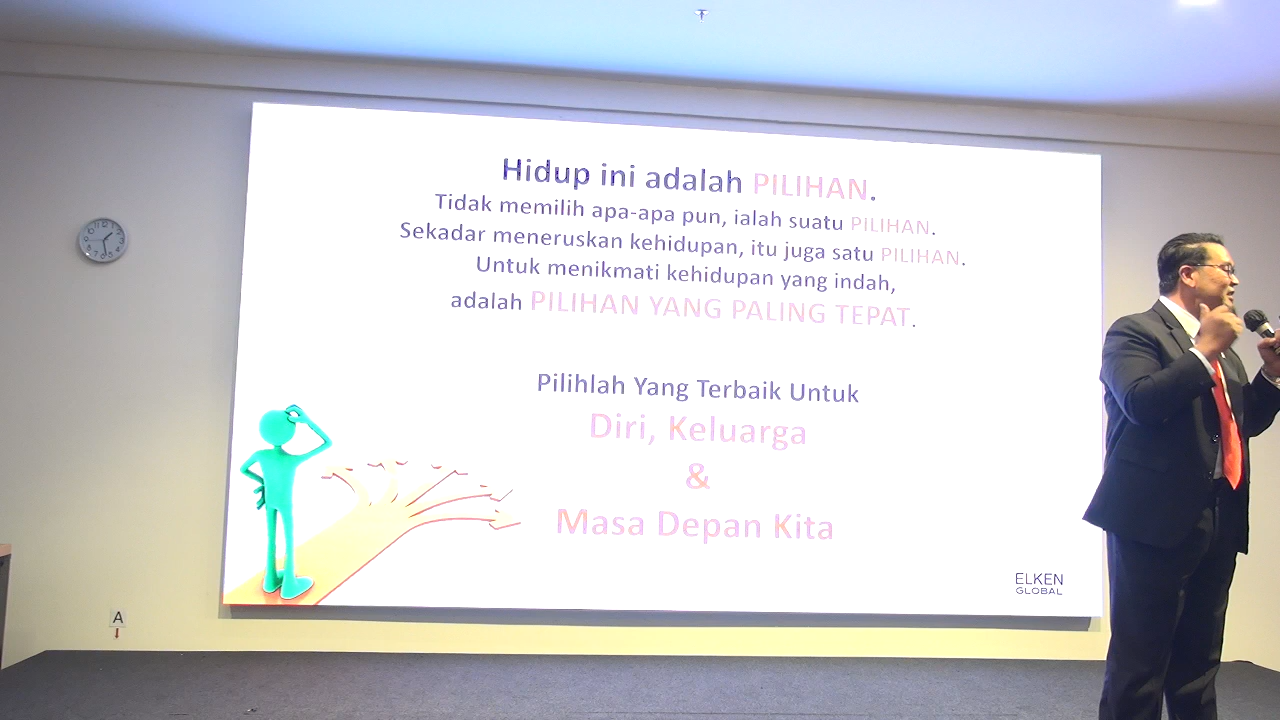 Hidup ini adalah PILIHAN.
Tidak memilih apa-apa pun, ialah suatu PILIHAN.
Sekadar meneruskan kehidupan, itu juga satu PILIHAN.
Untuk menikmati kehidupan yang indah,
adalah PILIHAN YANG PALING TEPAT.
Pilihlah Yang Terbaik Untuk
Diri, Keluarga
&
Masa Depan Kita
ELKEN
GLOBAL
A